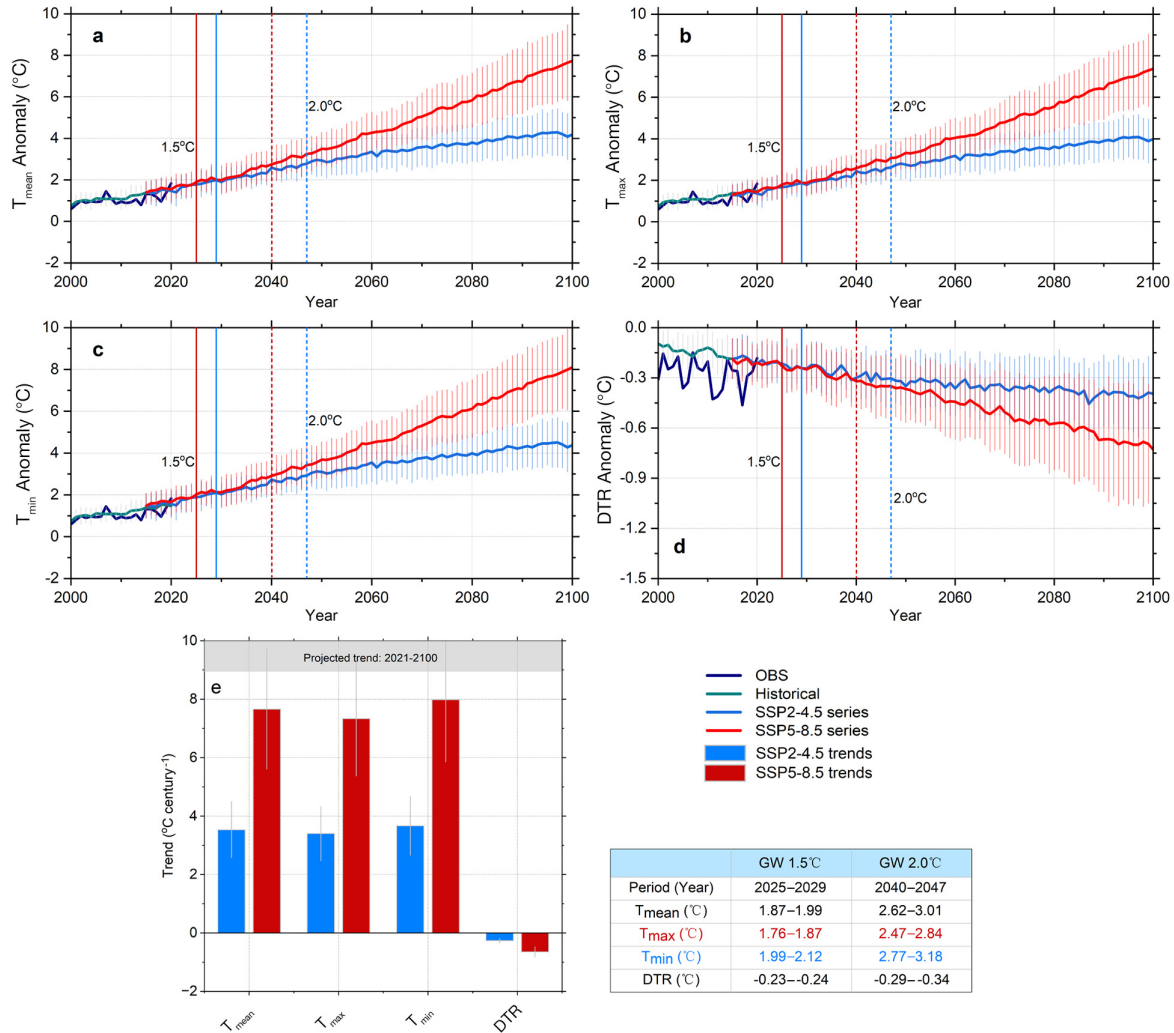 a
T mean Anomaly (°C)
10
8
6
4
2
0
-2
1.5℃
2.0℃
2000 2020 2040 2060 2080 2100
Year
b
T max Anomaly (°C)
10
8
6
4
2
0
-2
1.5℃
2.0℃
2000 2020 2040 2060 2080 2100
Year
c
T min Anomaly (°C)
10
8
6
4
2
0
-2
1.5℃
2.0℃
2000 2020 2040 2060 2080 2100
Year
d
DTR Anomaly (°C)
0.0
-0.3
-0.6
-0.9
-1.2
-1.5
1.5℃
2.0℃
2000 2020 2040 2060 2080 2100
Year
e
Projected trend: 2021-2100
Trend (°C century⁻¹)
10
8
6
4
2
0
−2
T mean T max T min DTR
OBS
Historical
SSP2-4.5 series
SSP5-8.5 series
SSP2-4.5 trends
SSP5-8.5 trends
GW 1.5℃ GW 2.0℃
Period (Year) 2025–2029 2040–2047
Tmean (℃) 1.87–1.99 2.62–3.01
Tmax (℃) 1.76–1.87 2.47–2.84
Tmin (℃) 1.99–2.12 2.77–3.18
DTR (℃) -0.23–-0.24 -0.29–-0.34